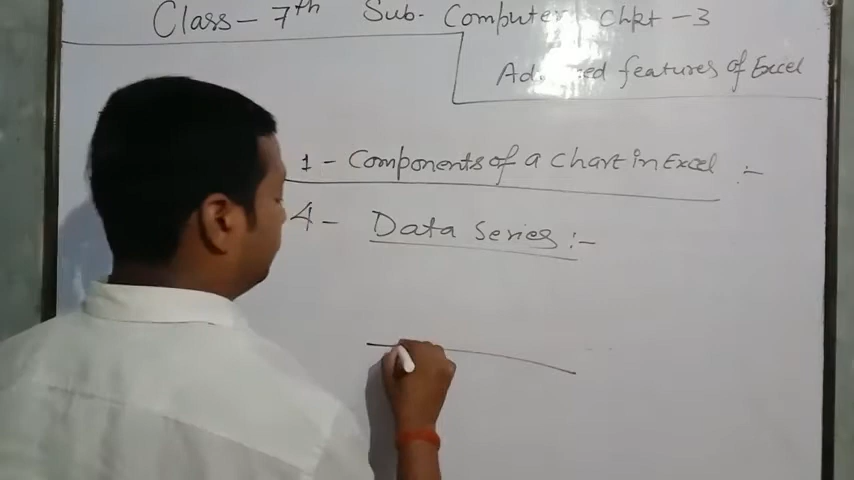 Class - 7th Sub- Computer Chpt - 3
features of Excel
1 - Components of a Chart in Excel :-
4 - Data Series :-